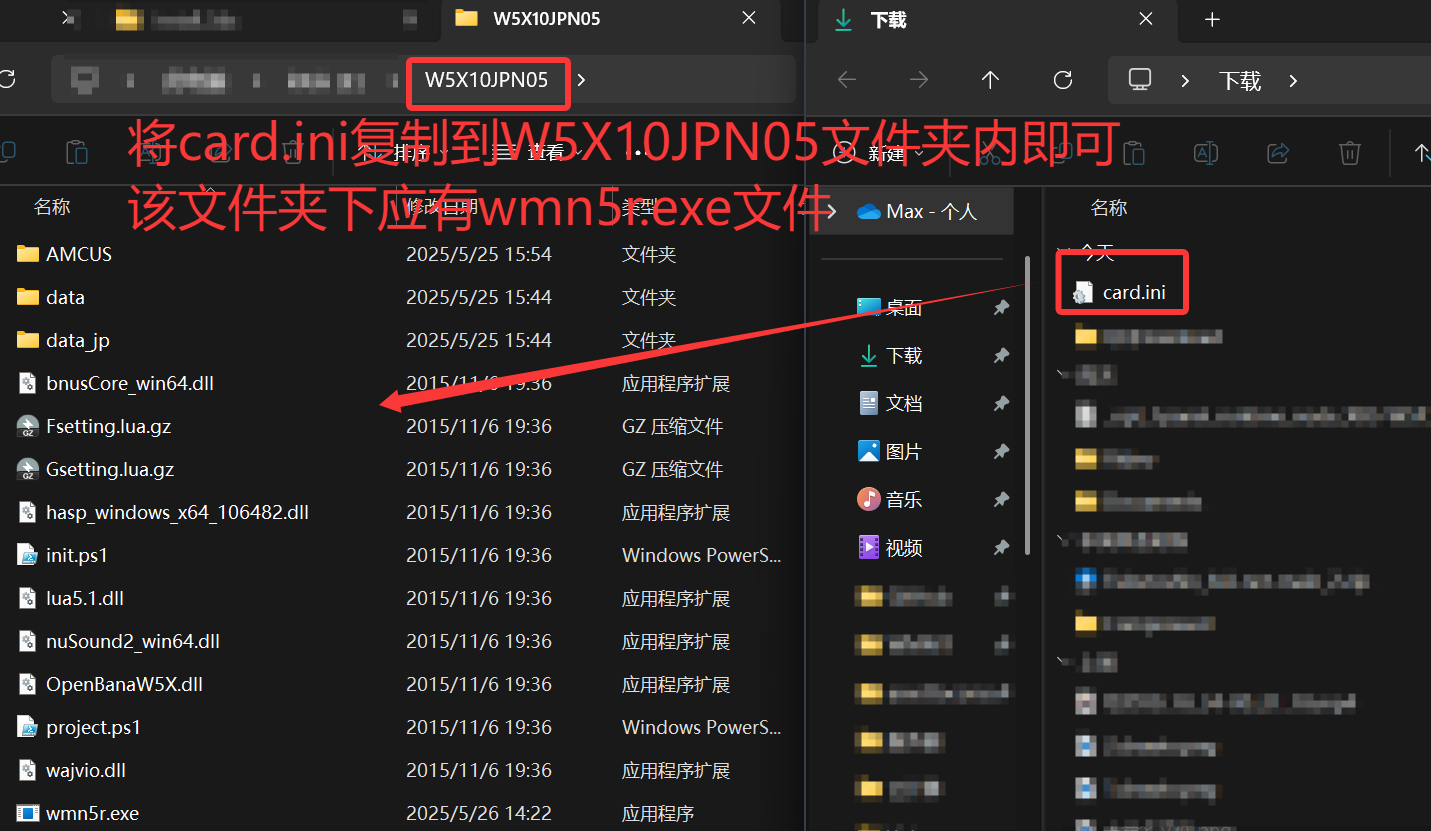 W5X10JPN05
下载
W5X10JPN05
下载
将card.ini复制到W5X10JPN05文件夹内即可
排序
查看
新建
该文件夹下应有wmn5r.exe文件
名称
修改日期
类型
AMCUS
2025/5/25 15:54
文件夹
data
2025/5/25 15:44
文件夹
data_jp
2025/5/25 15:44
文件夹
bnusCore_win64.dll
2015/11/6 19:36
应用程序扩展
Fsetting.lua.gz
2015/11/6 19:36
GZ 压缩文件
Gsetting.lua.gz
2015/11/6 19:36
GZ 压缩文件
hasp_windows_x64_106482.dll
2015/11/6 19:36
应用程序扩展
init.ps1
2015/11/6 19:36
Windows PowerS...
lua5.1.dll
2015/11/6 19:36
应用程序扩展
nuSound2_win64.dll
2015/11/6 19:36
应用程序扩展
OpenBanaW5X.dll
2015/11/6 19:36
应用程序扩展
project.ps1
2015/11/6 19:36
Windows PowerS...
wajvio.dll
2015/11/6 19:36
应用程序扩展
wmn5r.exe
2025/5/26 14:22
应用程序
Max - 个人
桌面
下载
文档
图片
音乐
视频
名称
今天
card.ini